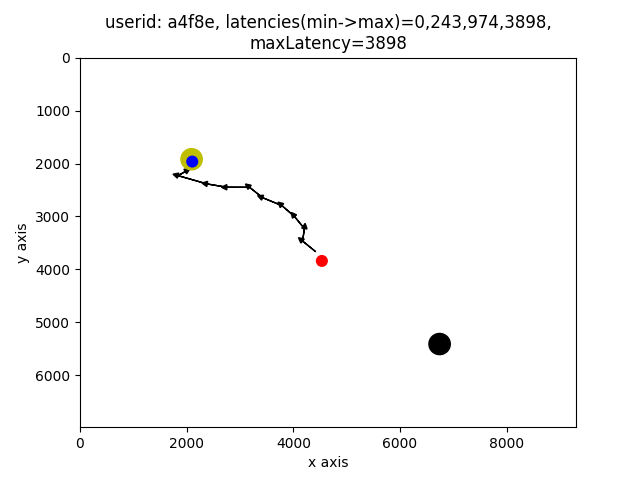 userid: a4f8e, latencies(min->max)=0,243,974,3898,
maxLatency=3898
0
1000
2000
3000
4000
5000
6000
y axis
0 2000 4000 6000 8000
x axis